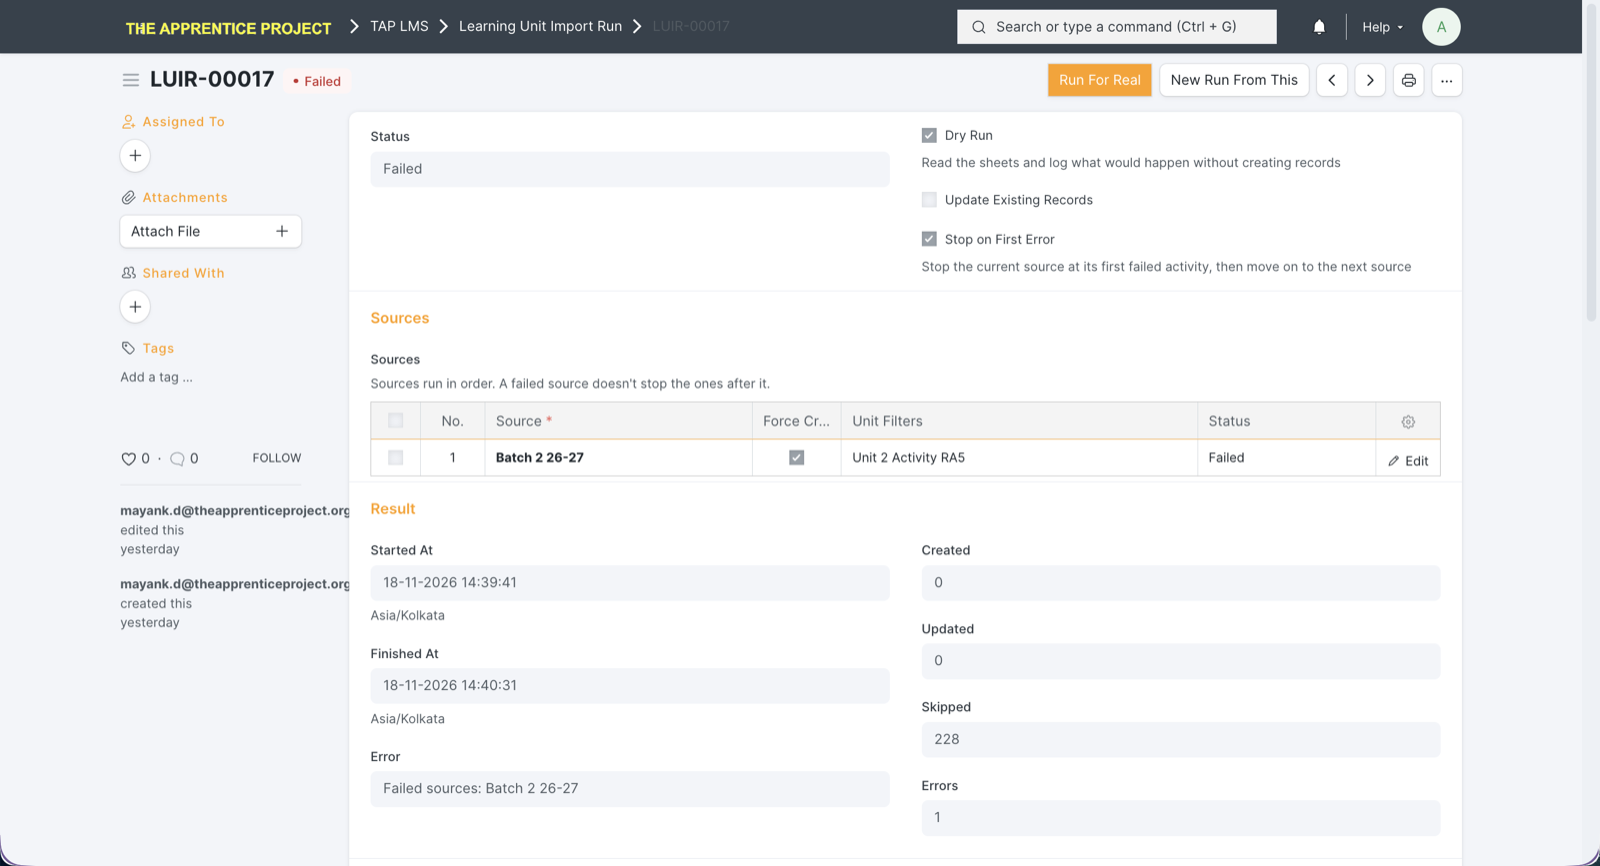 THE APPRENTICE PROJECT
TAP LMS
Learning Unit Import Run
LUIR-00017
Search or type a command (Ctrl + G)
Help
A
LUIR-00017
Failed
Run For Real
New Run From This
Assigned To
Attachments
Attach File
Shared With
Tags
Add a tag ...
0 · 0
FOLLOW
mayank.d@theapprenticeproject.org
edited this
yesterday
mayank.d@theapprenticeproject.org
created this
yesterday
Status
Failed
Dry Run
Read the sheets and log what would happen without creating records
Update Existing Records
Stop on First Error
Stop the current source at its first failed activity, then move on to the next source
Sources
Sources
Sources run in order. A failed source doesn't stop the ones after it.
No. Source * Force Cr... Unit Filters Status
1 Batch 2 26-27 Unit 2 Activity RA5 Failed Edit
Result
Started At
18-11-2026 14:39:41
Asia/Kolkata
Finished At
18-11-2026 14:40:31
Asia/Kolkata
Error
Failed sources: Batch 2 26-27
Created
0
Updated
0
Skipped
228
Errors
1